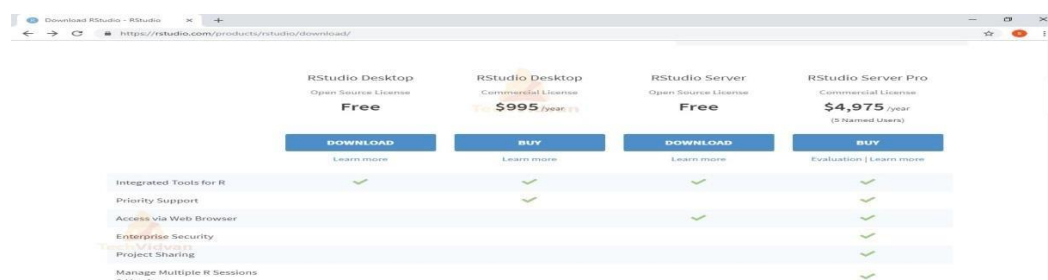 Download RStudio - RStudio
https://rstudio.com/products/rstudio/download/
RStudio Desktop RStudio Desktop RStudio Server RStudio Server Pro
Open Source License Commercial License Open Source License Commercial License
Free $995 /year Free $4,975 /year
(5 Named Users)
DOWNLOAD BUY DOWNLOAD BUY
Learn more Learn more Learn more Evaluation | Learn more
Integrated Tools for R
Priority Support
Access via Web Browser
Enterprise Security
TechVidvan
Project Sharing
Manage Multiple R Sessions